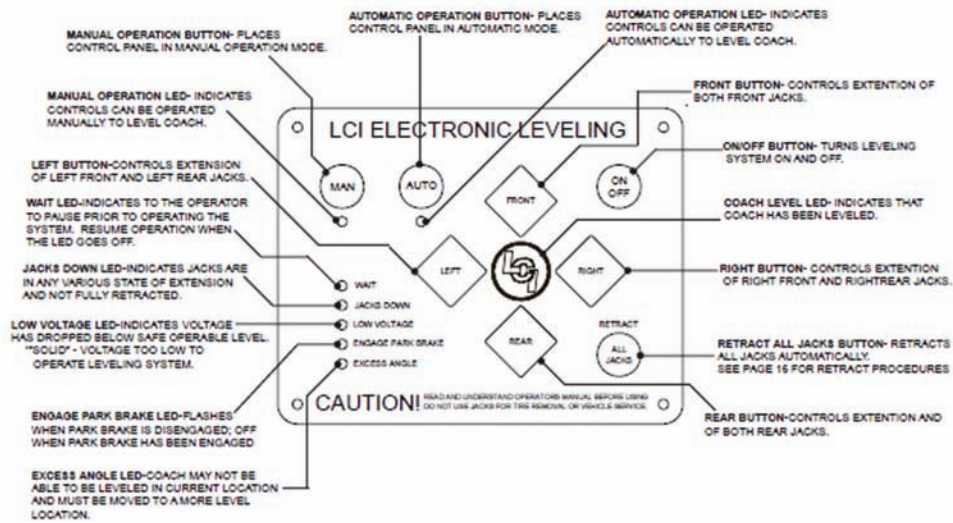 MANUAL OPERATION BUTTON- PLACES
CONTROL PANEL IN MANUAL OPERATION MODE.
AUTOMATIC OPERATION BUTTON- PLACES
CONTROL PANEL IN AUTOMATIC MODE.
AUTOMATIC OPERATION LED- INDICATES
CONTROLS CAN BE OPERATED
AUTOMATICALLY TO LEVEL COACH.
MANUAL OPERATION LED- INDICATES
CONTROLS CAN BE OPERATED
MANUALLY TO LEVEL COACH.
FRONT BUTTON- CONTROLS EXTENTION OF
BOTH FRONT JACKS.
LEFT BUTTON-CONTROLS EXTENSION
OF LEFT FRONT AND LEFT REAR JACKS.
ON/OFF BUTTON- TURNS LEVELING
SYSTEM ON AND OFF.
WAIT LED-INDICATES TO THE OPERATOR
TO PAUSE PRIOR TO OPERATING THE
SYSTEM. RESUME OPERATION WHEN
THE LED GOES OFF.
COACH LEVEL LED- INDICATES THAT
COACH HAS BEEN LEVELED.
JACKS DOWN LED-INDICATES JACKS ARE
IN ANY VARIOUS STATE OF EXTENSION
AND NOT FULLY RETRACTED.
RIGHT BUTTON- CONTROLS EXTENTION
OF RIGHT FRONT AND RIGHTREAR JACKS.
LOW VOLTAGE LED-INDICATES VOLTAGE
HAS DROPPED BELOW SAFE OPERABLE LEVEL.
"*SOLID" - VOLTAGE TOO LOW TO
OPERATE LEVELING SYSTEM.
RETRACT ALL JACKS BUTTON- RETRACTS
ALL JACKS AUTOMATICALLY.
SEE PAGE 16 FOR RETRACT PROCEDURES
ENGAGE PARK BRAKE LED-FLASHES
WHEN PARK BRAKE IS DISENGAGED; OFF
WHEN PARK BRAKE HAS BEEN ENGAGED
REAR BUTTON-CONTROLS EXTENTION AND
OF BOTH REAR JACKS.
EXCESS ANGLE LED-COACH MAY NOT BE
ABLE TO BE LEVELED IN CURRENT LOCATION
AND MUST BE MOVED TO A MORE LEVEL
LOCATION.
LCI ELECTRONIC LEVELING
MAN
AUTO
FRONT
ON
OFF
LEFT
LCI
RIGHT
WAIT
JACKS DOWN
LOW VOLTAGE
ENGAGE PARK BRAKE
EXCESS ANGLE
REAR
RETRACT
ALL
JACKS
CAUTION!
READ AND UNDERSTAND OPERATORS MANUAL BEFORE USING
DO NOT USE JACKS FOR TIRE REMOVAL OR VEHICLE SERVICE.